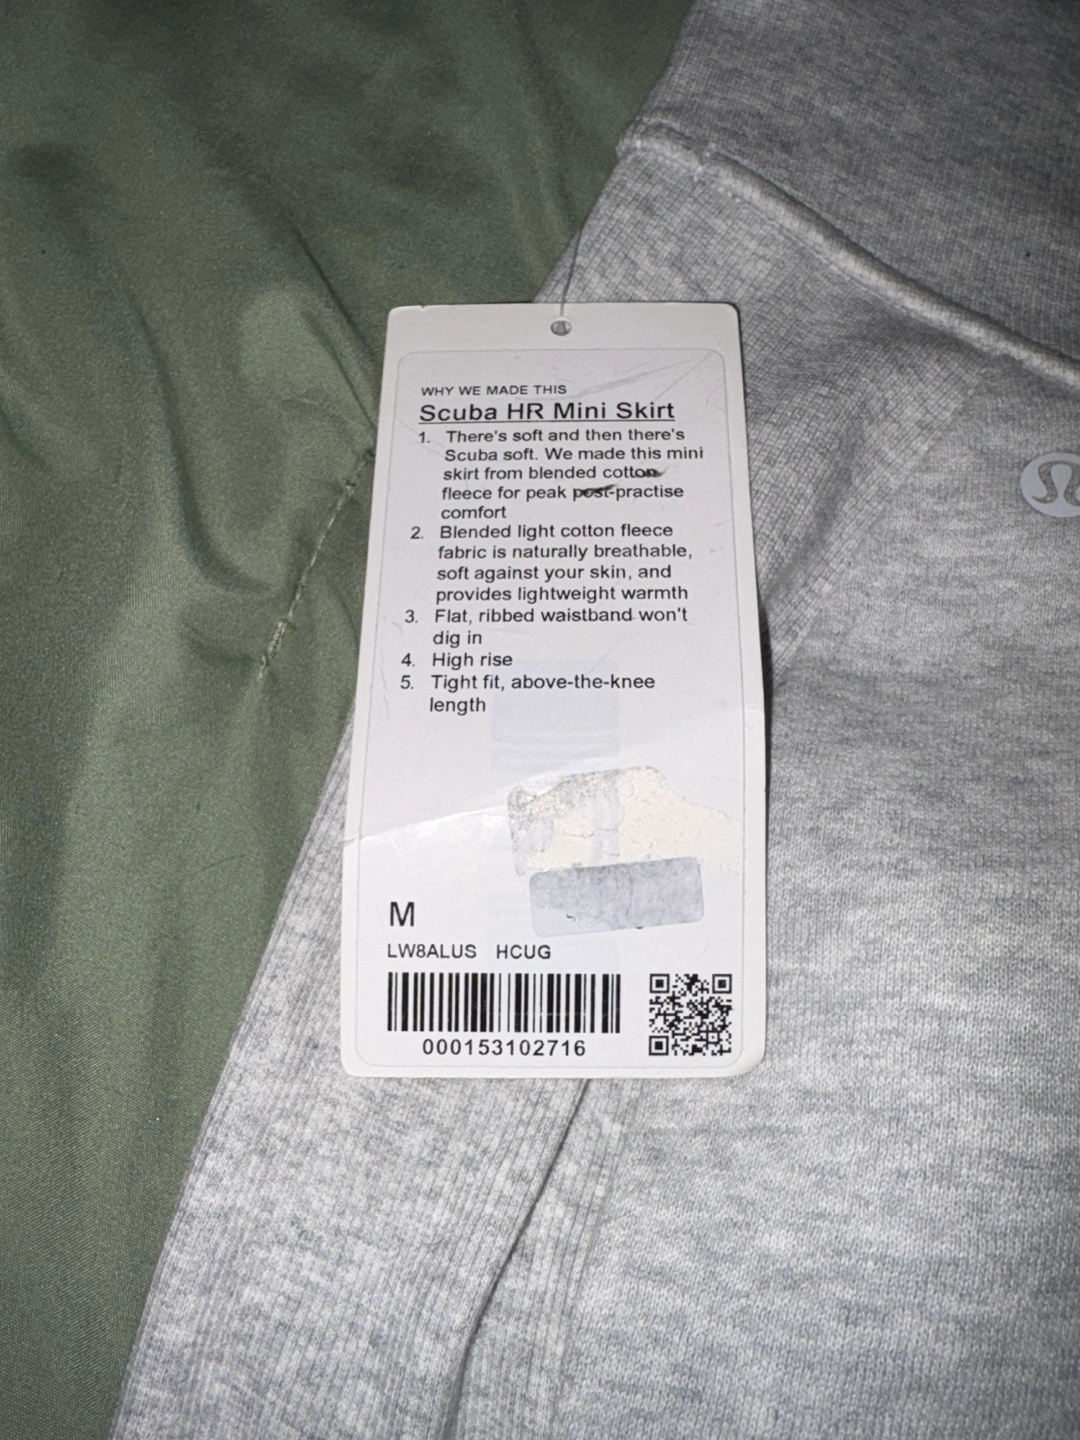 WHY WE MADE THIS
Scuba HR Mini Skirt
1. There's soft and then there's
Scuba soft. We made this mini
skirt from blended cotton
fleece for peak post-practise
comfort
2. Blended light cotton fleece
fabric is naturally breathable,
soft against your skin, and
provides lightweight warmth
3. Flat, ribbed waistband won't
dig in
4. High rise
5. Tight fit, above-the-knee
length
M
LW8ALUS HCUG
000153102716